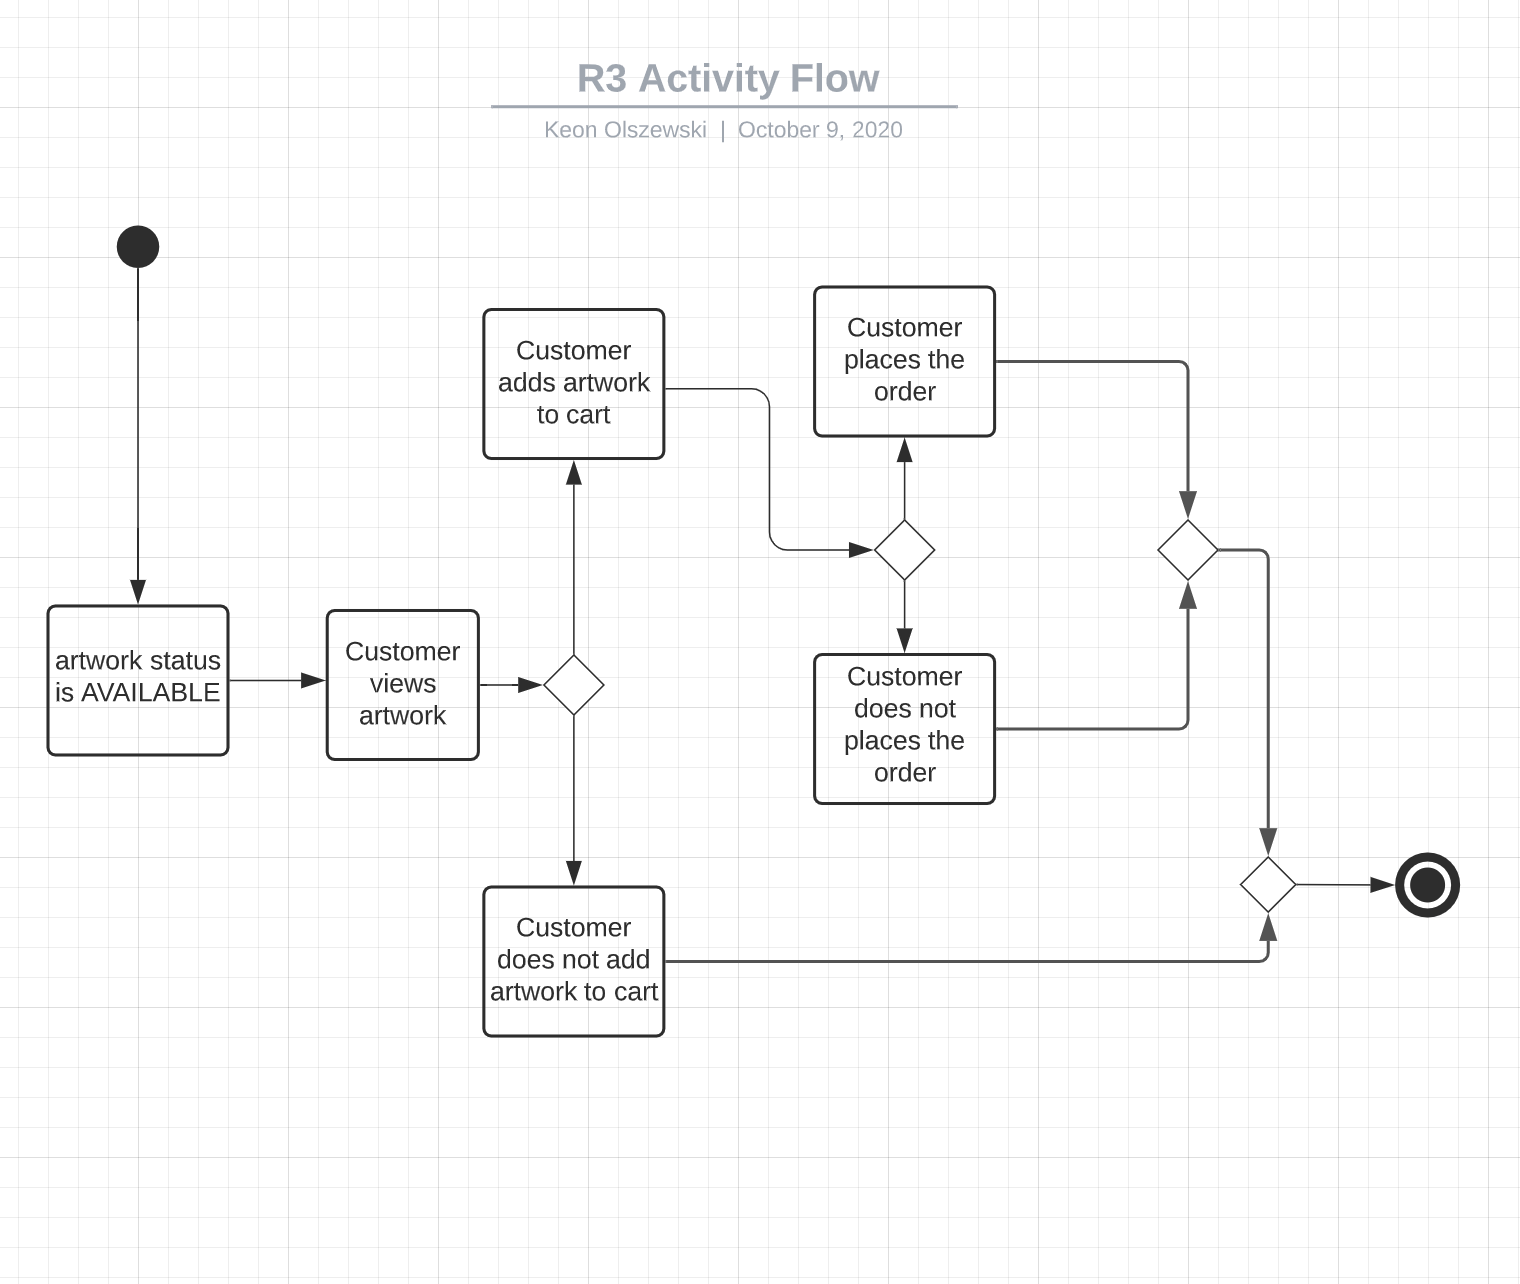 R3 Activity Flow
Keon Olszewski | October 9, 2020
artwork status
is AVAILABLE
Customer
views
artwork
Customer
adds artwork
to cart
Customer
does not add
artwork to cart
Customer
places the
order
Customer
does not
places the
order